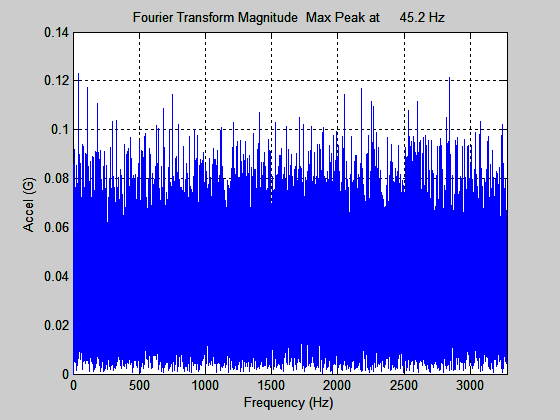 Fourier Transform Magnitude  Max Peak at     45.2 Hz
0.14
0.12
0.1
0.08
0.06
0.04
0.02
0
Accel (G)
0 500 1000 1500 2000 2500 3000
Frequency (Hz)